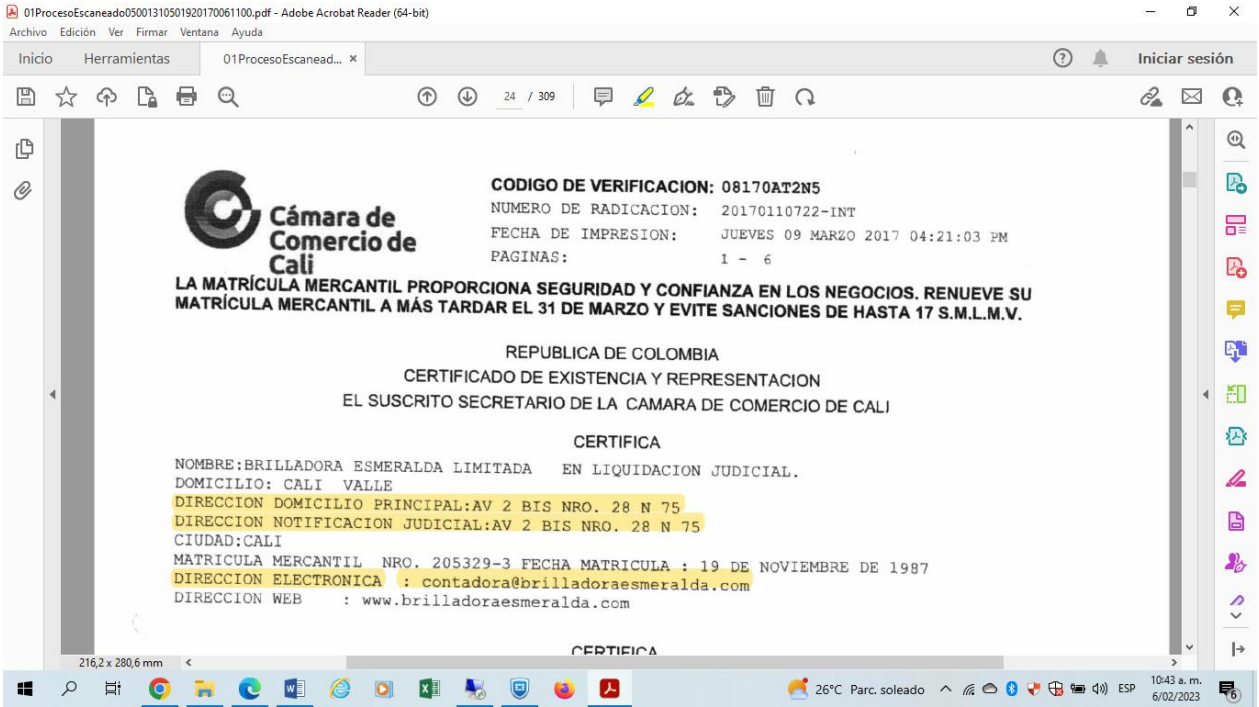 01ProcesoEscaneado05001310501920170061100.pdf - Adobe Acrobat Reader (64-bit)
Archivo Edición Ver Firmar Ventana Ayuda
Inicio Herramientas 01ProcesoEscanead... × Iniciar sesión
24 / 309
Cámara de
Comercio de
Cali
CODIGO DE VERIFICACION: 08170AT2N5
NUMERO DE RADICACION: 20170110722-INT
FECHA DE IMPRESION: JUEVES 09 MARZO 2017 04:21:03 PM
PAGINAS: 1 - 6
LA MATRÍCULA MERCANTIL PROPORCIONA SEGURIDAD Y CONFIANZA EN LOS NEGOCIOS. RENUEVE SU
MATRÍCULA MERCANTIL A MÁS TARDAR EL 31 DE MARZO Y EVITE SANCIONES DE HASTA 17 S.M.L.M.V.
REPUBLICA DE COLOMBIA
CERTIFICADO DE EXISTENCIA Y REPRESENTACION
EL SUSCRITO SECRETARIO DE LA CAMARA DE COMERCIO DE CALI
CERTIFICA
NOMBRE:BRILLADORA ESMERALDA LIMITADA EN LIQUIDACION JUDICIAL.
DOMICILIO: CALI VALLE
DIRECCION DOMICILIO PRINCIPAL:AV 2 BIS NRO. 28 N 75
DIRECCION NOTIFICACION JUDICIAL:AV 2 BIS NRO. 28 N 75
CIUDAD:CALI
MATRICULA MERCANTIL NRO. 205329-3 FECHA MATRICULA : 19 DE NOVIEMBRE DE 1987
DIRECCION ELECTRONICA : contadora@brilladoraesmeralda.com
DIRECCION WEB : www.brilladoraesmeralda.com
CERTIFICA
216,2 x 280,6 mm
26°C Parc. soleado ESP 10:43 a. m.
6/02/2023
6